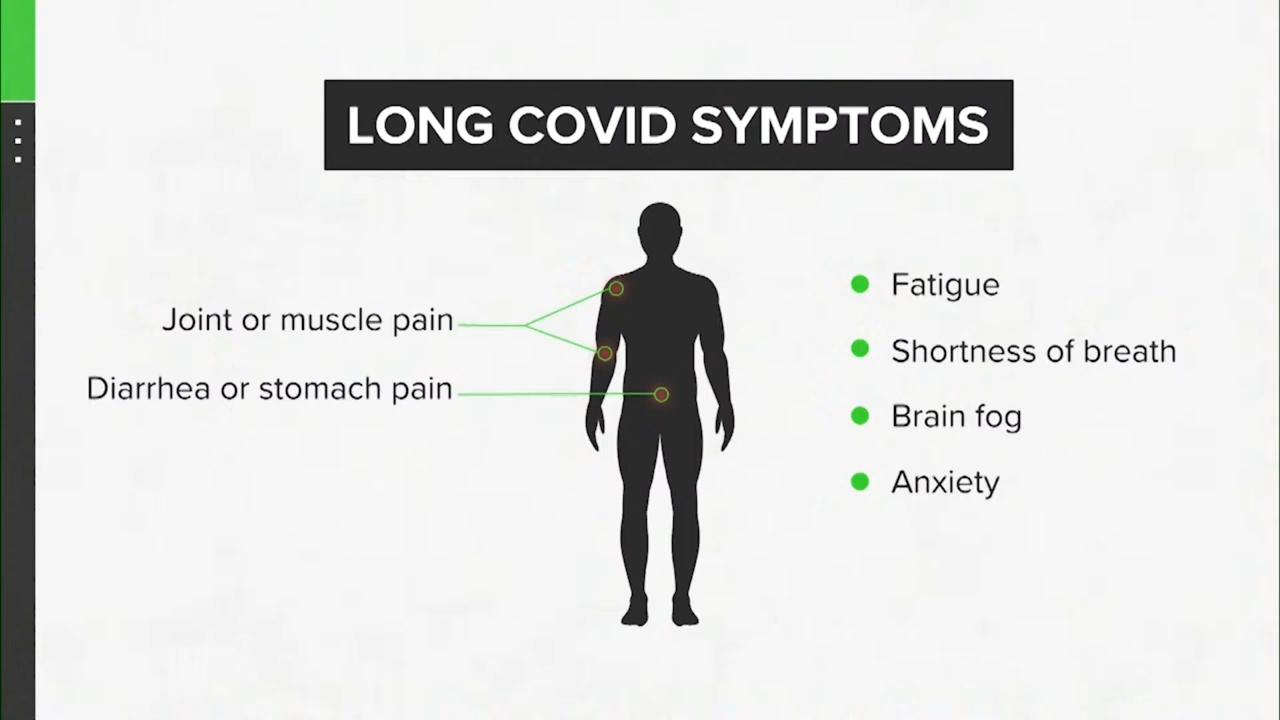 LONG COVID SYMPTOMS
Joint or muscle pain
Diarrhea or stomach pain
Fatigue
Shortness of breath
Brain fog
Anxiety